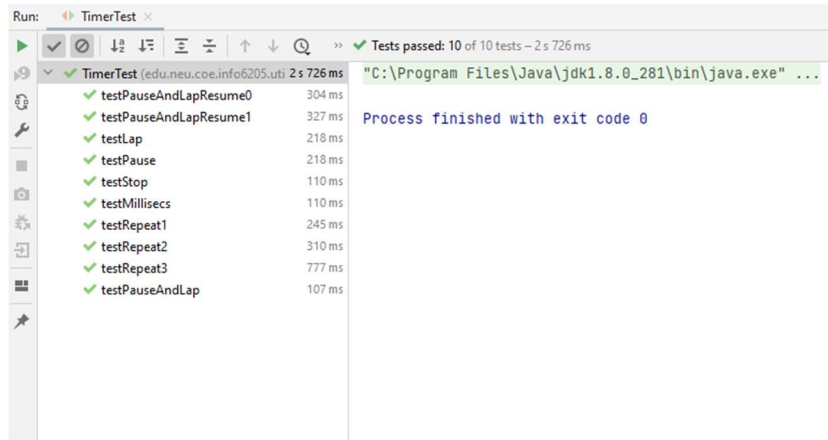 Run: TimerTest
» Tests passed: 10 of 10 tests – 2 s 726 ms
TimerTest (edu.neu.coe.info6205.uti 2 s 726 ms
testPauseAndLapResume0 304 ms
testPauseAndLapResume1 327 ms
testLap 218 ms
testPause 218 ms
testStop 110 ms
testMillisecs 110 ms
testRepeat1 245 ms
testRepeat2 310 ms
testRepeat3 777 ms
testPauseAndLap 107 ms
"C:\Program Files\Java\jdk1.8.0_281\bin\java.exe" ...
Process finished with exit code 0